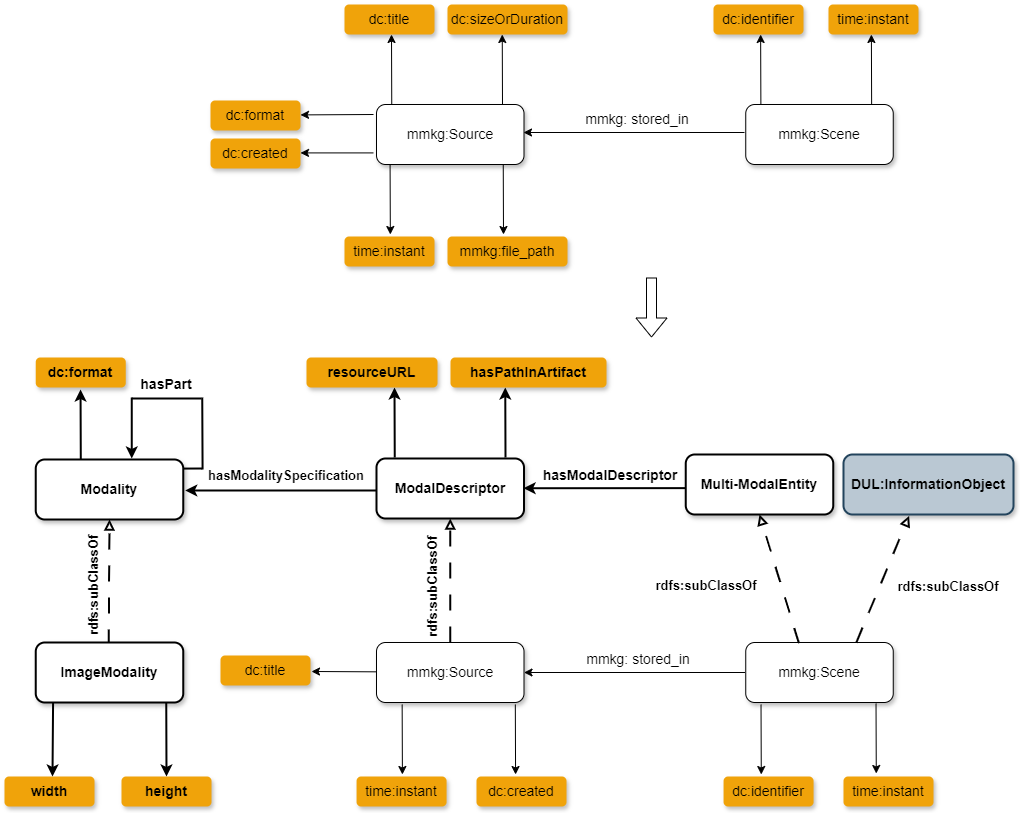 dc:title
dc:sizeOrDuration
dc:identifier
time:instant
dc:format
mmkg:Source
mmkg: stored_in
mmkg:Scene
dc:created
time:instant
mmkg:file_path
dc:format
hasPart
resourceURL
hasPathInArtifact
Modality
hasModalitySpecification
ModalDescriptor
hasModalDescriptor
Multi-ModalEntity
DUL:InformationObject
rdfs:subClassOf
rdfs:subClassOf
rdfs:subClassOf
rdfs:subClassOf
ImageModality
dc:title
mmkg:Source
mmkg: stored_in
mmkg:Scene
width
height
time:instant
dc:created
dc:identifier
time:instant